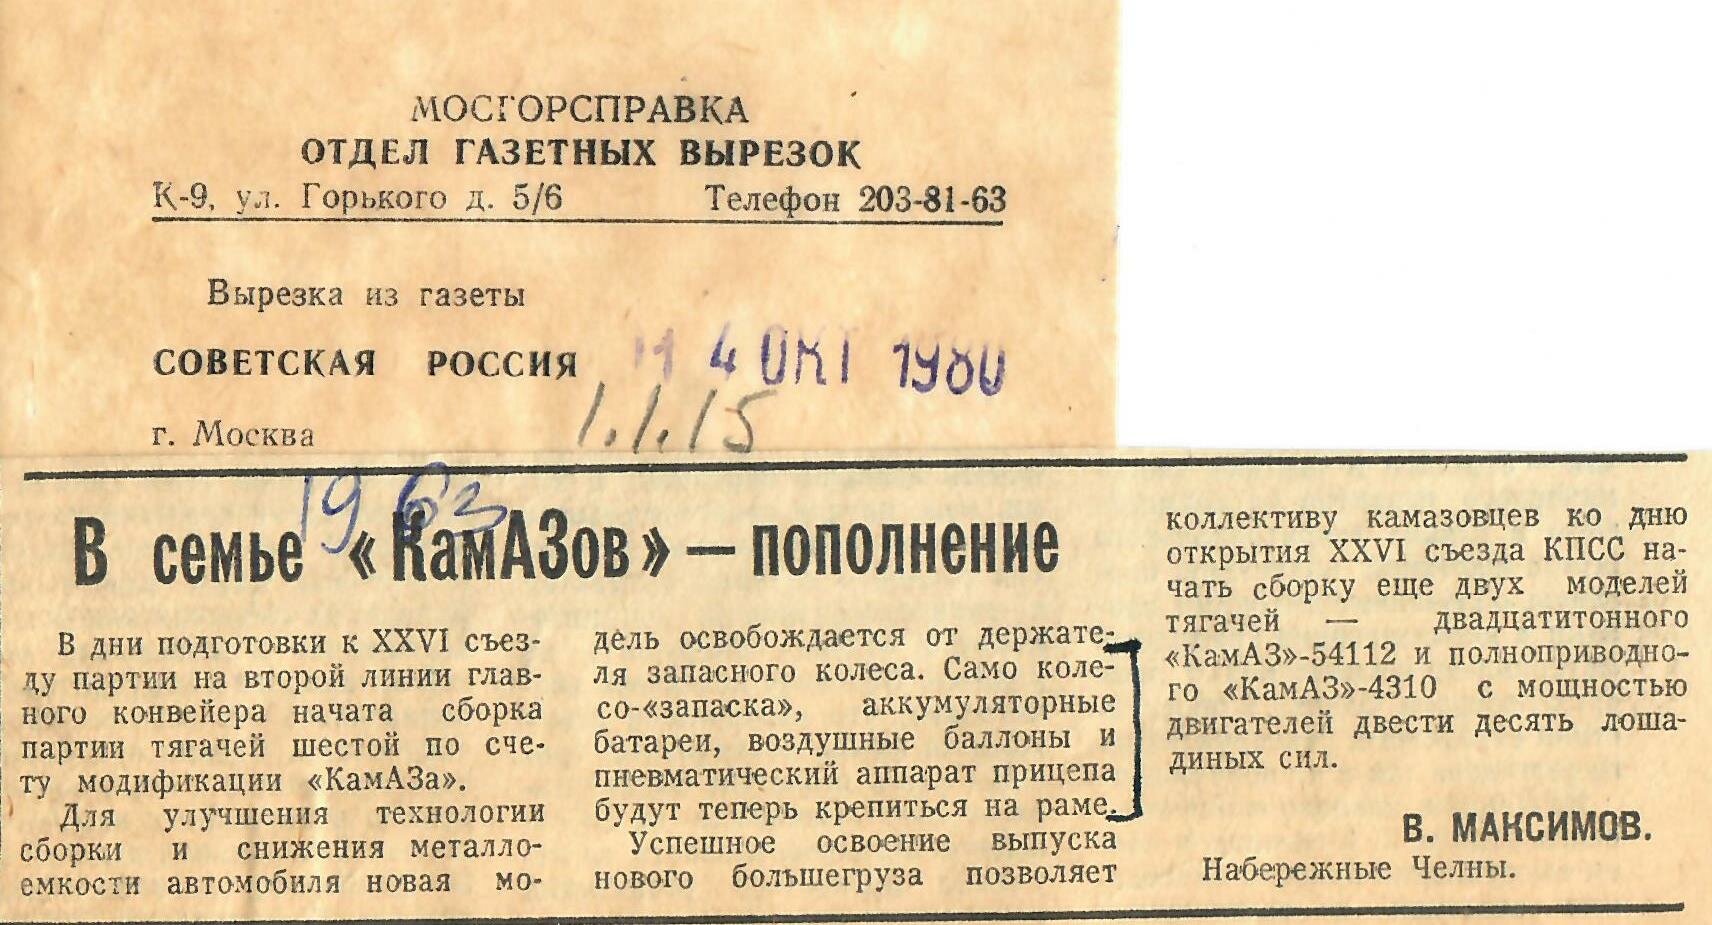 МОСГОРСПРАВКА
ОТДЕЛ ГАЗЕТНЫХ ВЫРЕЗОК
К-9, ул. Горького д. 5/6 Телефон 203-81-63
Вырезка из газеты
СОВЕТСКАЯ РОССИЯ 4 ОКТ 1980
г. Москва 1.1.15
1963
В семье «КамАЗов» — пополнение
В дни подготовки к XXVI съез-
ду партии на второй линии глав-
ного конвейера начата сборка
партии тягачей шестой по сче-
ту модификации «КамАЗа».
Для улучшения технологии
сборки и снижения металло-
емкости автомобиля новая мо-
дель освобождается от держате-
ля запасного колеса. Само коле-
со-«запаска», аккумуляторные
батареи, воздушные баллоны и
пневматический аппарат прицепа
будут теперь крепиться на раме.
Успешное освоение выпуска
нового большегруза позволяет
коллективу камазовцев ко дню
открытия XXVI съезда КПСС на-
чать сборку еще двух моделей
тягачей — двадцатитонного
«КамАЗ»-54112 и полноприводно-
го «КамАЗ»-4310 с мощностью
двигателей двести десять лоша-
диных сил.
В. МАКСИМОВ.
Набережные Челны.